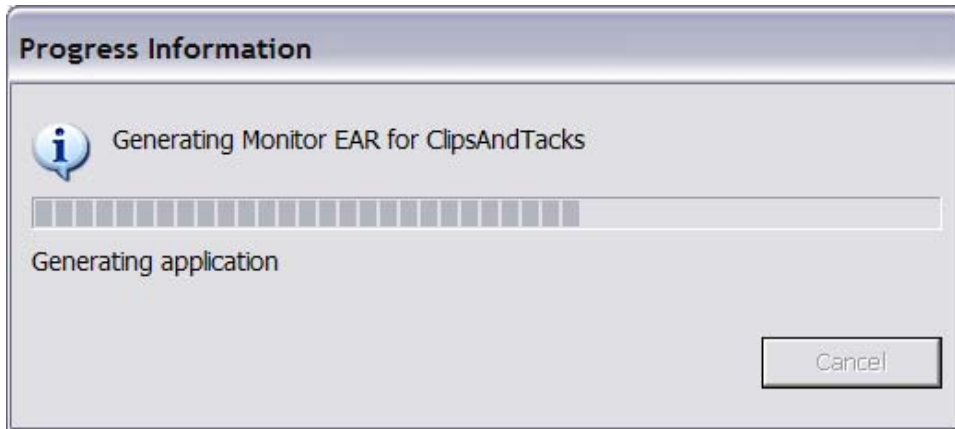 Progress Information
Generating Monitor EAR for ClipsAndTacks
Generating application
Cancel